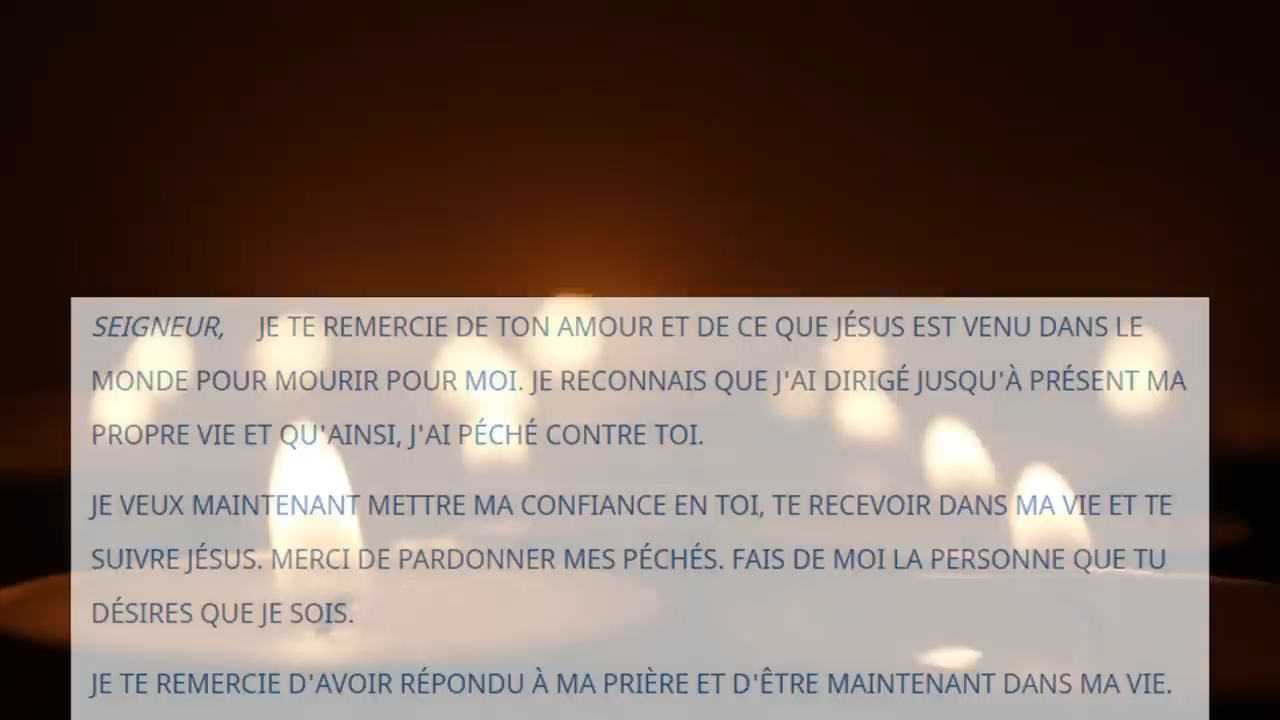 SEIGNEUR, JE TE REMERCIE DE TON AMOUR ET DE CE QUE JÉSUS EST VENU DANS LE
MONDE POUR MOURIR POUR MOI. JE RECONNAIS QUE J'AI DIRIGÉ JUSQU'À PRÉSENT MA
PROPRE VIE ET QU'AINSI, J'AI PÉCHÉ CONTRE TOI.
JE VEUX MAINTENANT METTRE MA CONFIANCE EN TOI, TE RECEVOIR DANS MA VIE ET TE
SUIVRE JÉSUS. MERCI DE PARDONNER MES PÉCHÉS. FAIS DE MOI LA PERSONNE QUE TU
DÉSIRES QUE JE SOIS.
JE TE REMERCIE D'AVOIR RÉPONDU À MA PRIÈRE ET D'ÊTRE MAINTENANT DANS MA VIE.